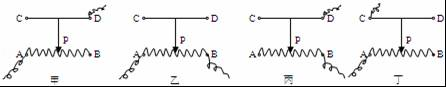 C D C D C D C D
P P P P
A B A B A B A B
甲 乙 丙 丁